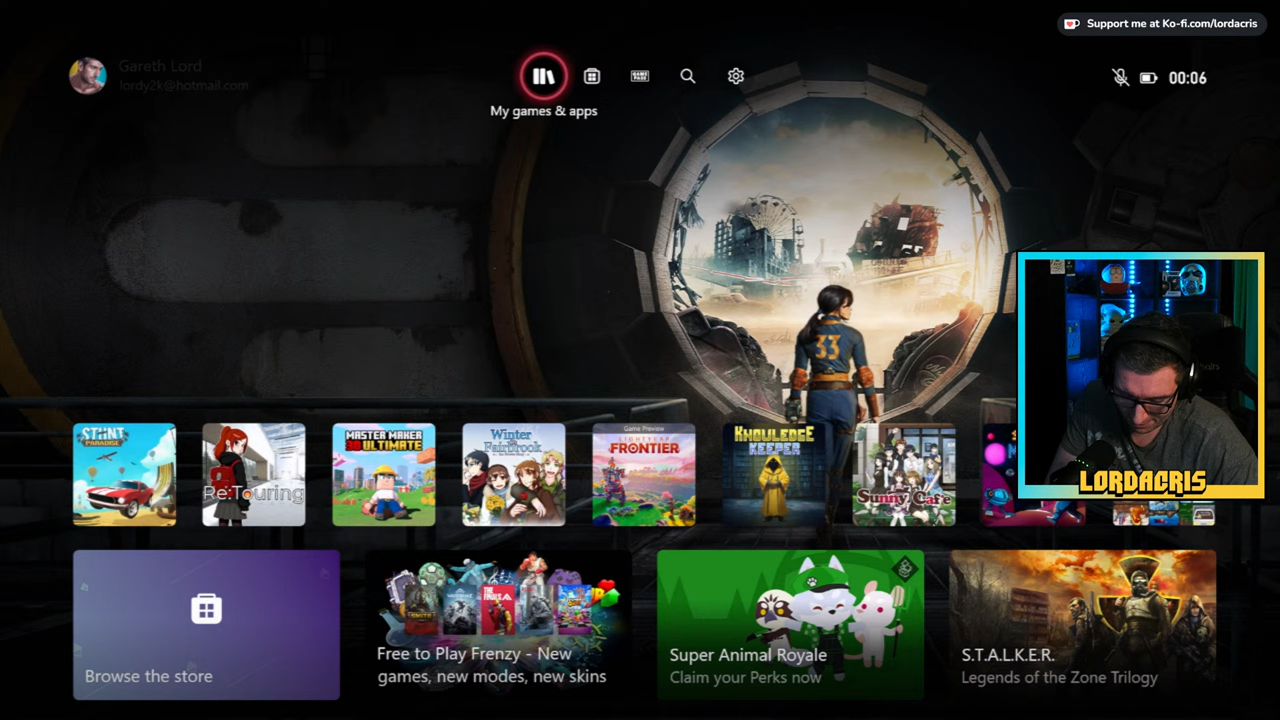 Support me at Ko-fi.com/lordacris
Gareth Lord
lordy2k@hotmail.com
GAME PASS
00:06
My games & apps
33
STUNT
PARADISE
Re:Touring
MASTER MAKER
3D ULTIMATE
Winter
in
Fairbrook
Game Preview
LIGHTYEAR
FRONTIER
KNOWLEDGE
KEEPER
Sunny Cafe
LORDACRIS
Browse the store
Free to Play Frenzy - New
games, new modes, new skins
Super Animal Royale
Claim your Perks now
S.T.A.L.K.E.R.
Legends of the Zone Trilogy